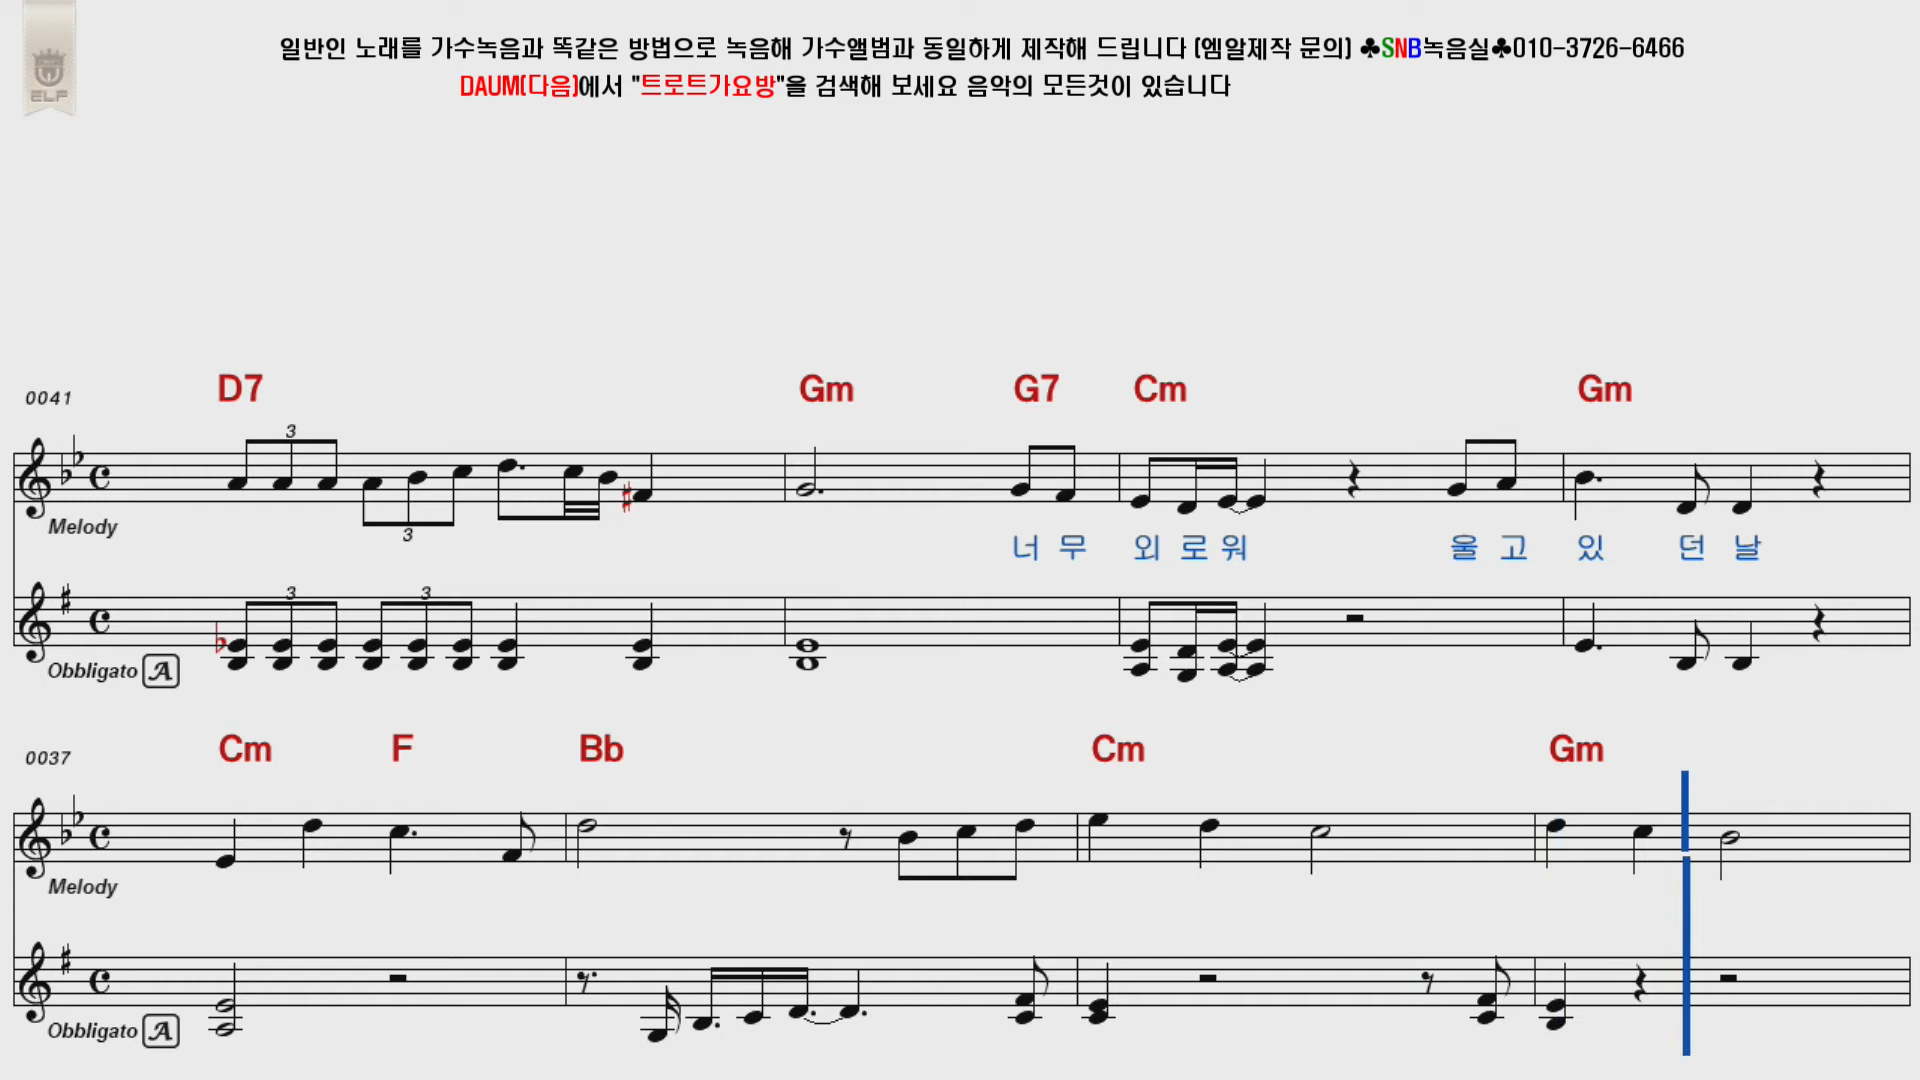 ELF
일반인 노래를 가수녹음과 똑같은 방법으로 녹음해 가수앨범과 동일하게 제작해 드립니다 (엠알제작 문의) ♣SNB녹음실♣010-3726-6466
DAUM(다음)에서 "트로트가요방"을 검색해 보세요 음악의 모든것이 있습니다
0041 D7 Gm G7 Cm Gm
3
3
Melody
너 무 외 로 워 울 고 있 던 날
3 3
Obbligato A
0037 Cm F Bb Cm Gm
Melody
Obbligato A